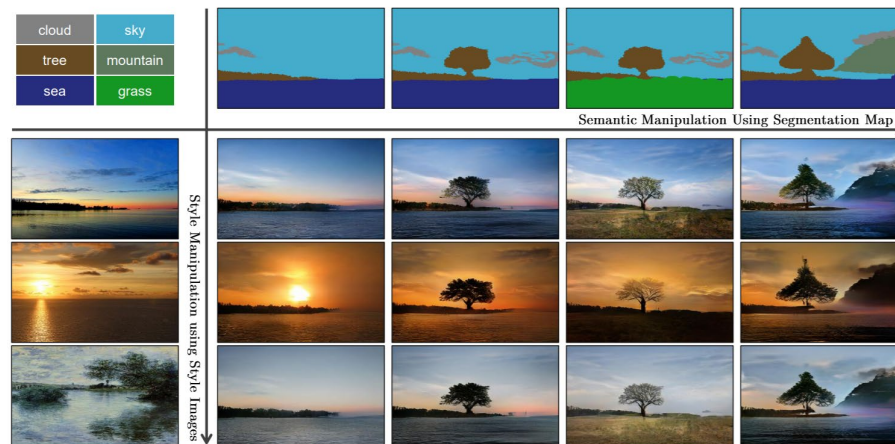 cloud
sky
tree
mountain
sea
grass
Semantic Manipulation Using Segmentation Map
Style Manipulation using Style Images